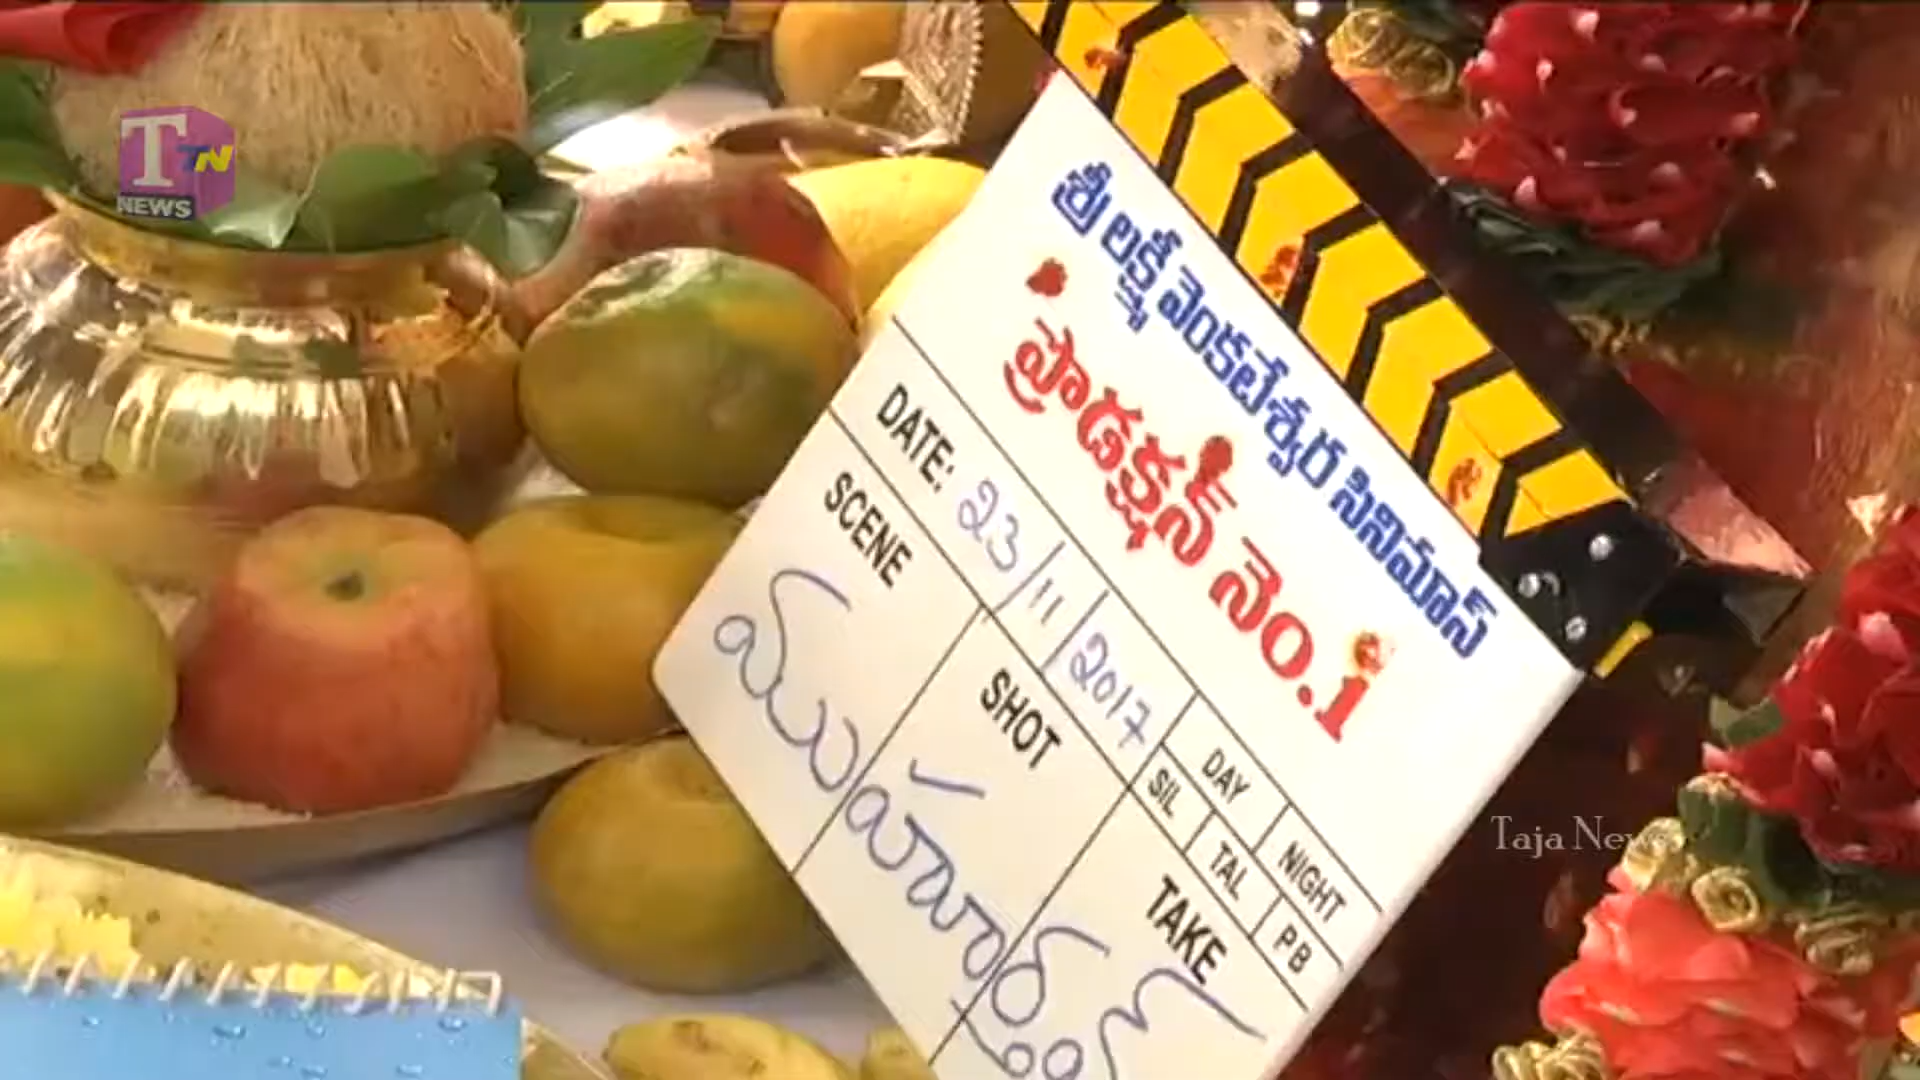 T
TN
NEWS
శ్రీ లక్ష్మీ వెంకటేశ్వర సినిమాస్
ప్రొడక్షన్ నెం.1
DATE: 23/11/2017
DAY
NIGHT
SIL
TAL
PB
SCENE
SHOT
TAKE
ముహూర్తం
Taja News